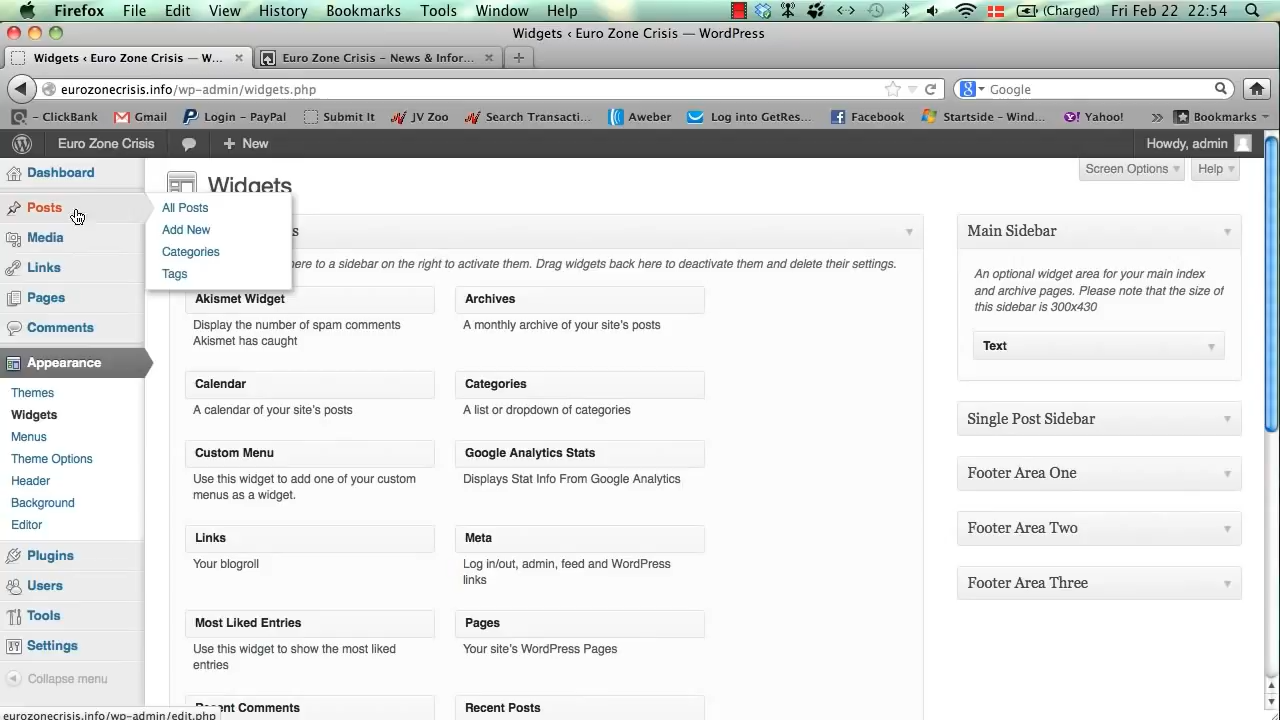 Firefox File Edit View History Bookmarks Tools Window Help (Charged) Fri Feb 22 22:54
Widgets ‹ Euro Zone Crisis — WordPress
Widgets ‹ Euro Zone Crisis — W... Euro Zone Crisis – News & Infor...
eurozonecrisis.info/wp-admin/widgets.php Google
- ClickBank Gmail Login - PayPal Submit It JV Zoo Search Transacti... Aweber Log into GetRes... Facebook Startside - Wind... Yahoo! Bookmarks
Euro Zone Crisis + New Howdy, admin
Screen Options Help
Dashboard
Posts
Media
Links
Pages
Comments
Appearance
Themes
Widgets
Menus
Theme Options
Header
Background
Editor
Plugins
Users
Tools
Settings
Collapse menu
All Posts
Add New
Categories
Tags
Widgets
here to a sidebar on the right to activate them. Drag widgets back here to deactivate them and delete their settings.
Akismet Widget
Display the number of spam comments
Akismet has caught
Archives
A monthly archive of your site's posts
Calendar
A calendar of your site's posts
Categories
A list or dropdown of categories
Custom Menu
Use this widget to add one of your custom
menus as a widget.
Google Analytics Stats
Displays Stat Info From Google Analytics
Links
Your blogroll
Meta
Log in/out, admin, feed and WordPress
links
Most Liked Entries
Use this widget to show the most liked
entries
Pages
Your site's WordPress Pages
Recent Comments
Recent Posts
Main Sidebar
An optional widget area for your main index
and archive pages. Please note that the size of
this sidebar is 300x430
Text
Single Post Sidebar
Footer Area One
Footer Area Two
Footer Area Three
eurozonecrisis.info/wp-admin/edit.php